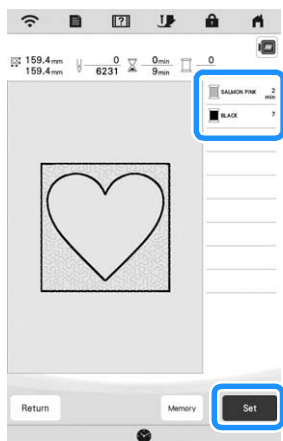 ?
159.4mm 0 0min 0
159.4mm 6231 9min
SALMON PINK 2
min
BLACK 7
Return Memory Set